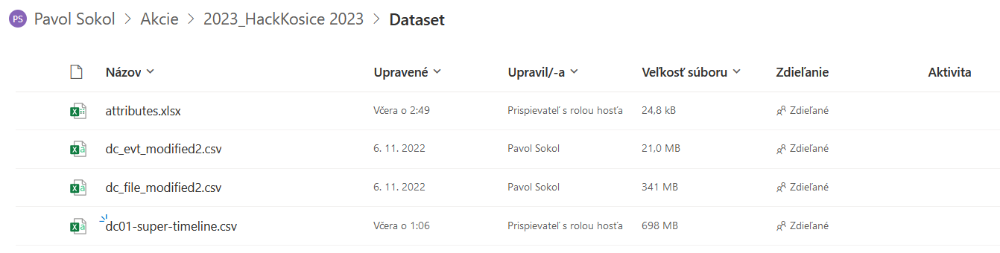 PS Pavol Sokol > Akcie > 2023_HackKosice 2023 > Dataset
Názov Upravené Upravil/-a Veľkosť súboru Zdieľanie Aktivita
attributes.xlsx Včera o 2:49 Prispievateľ s rolou hosťa 24,8 kB Zdieľané
dc_evt_modified2.csv 6. 11. 2022 Pavol Sokol 21,0 MB Zdieľané
dc_file_modified2.csv 6. 11. 2022 Pavol Sokol 341 MB Zdieľané
dc01-super-timeline.csv Včera o 1:06 Prispievateľ s rolou hosťa 698 MB Zdieľané